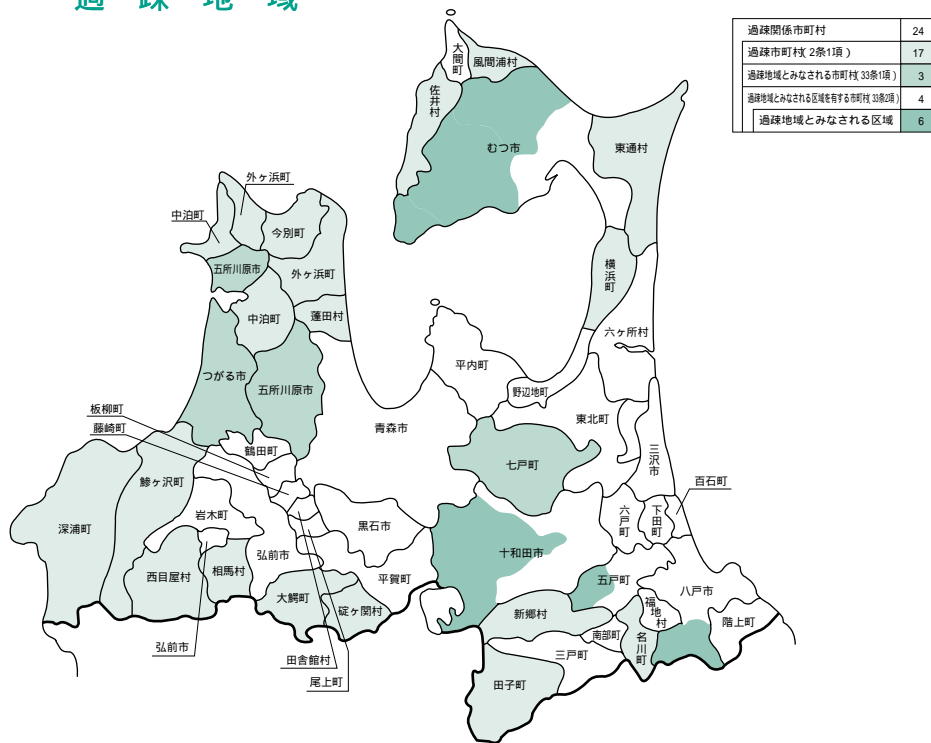 過疎地域
過疎関係市町村 24
過疎市町村(2条1項) 17
過疎地域とみなされる市町村(33条1項) 3
過疎地域とみなされる区域を有する市町村(33条2項) 4
過疎地域とみなされる区域 6
大間町
風間浦村
佐井村
むつ市
東通村
外ヶ浜町
中泊町
今別町
五所川原市
外ヶ浜町
横浜町
中泊町
蓬田村
六ヶ所村
平内町
つがる市
五所川原市
野辺地町
板柳町
東北町
藤崎町
青森市
鶴田町
三沢市
七戸町
百石町
鰺ヶ沢町
岩木町
黒石市
六戸町
下田町
深浦町
弘前市
十和田市
西目屋村
相馬村
平賀町
五戸町
八戸市
大鰐町
碇ヶ関村
新郷村
福地村
階上町
弘前市
田舎館村
南部町
名川町
三戸町
尾上町
田子町